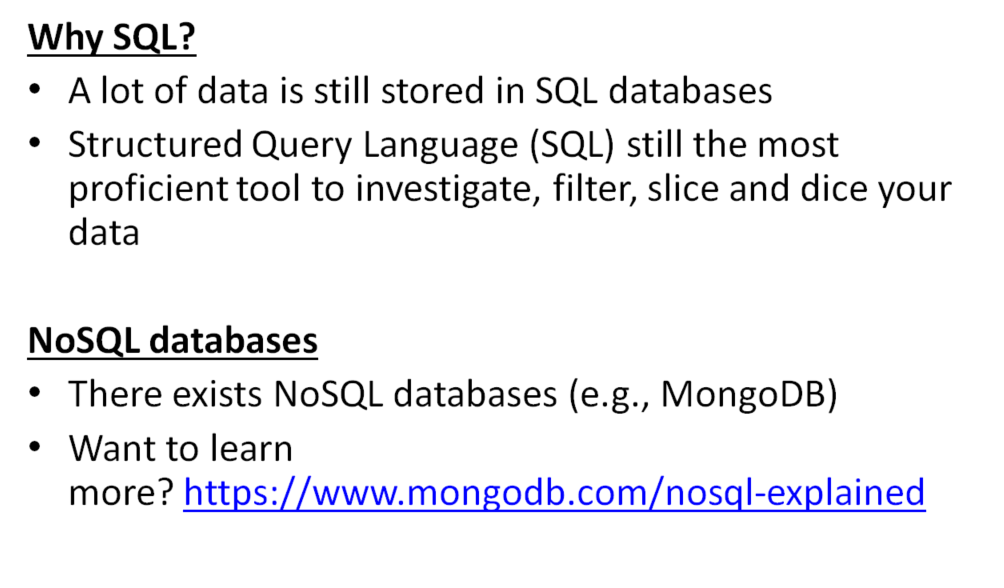 Why SQL?
• A lot of data is still stored in SQL databases
• Structured Query Language (SQL) still the most
proficient tool to investigate, filter, slice and dice your
data
NoSQL databases
• There exists NoSQL databases (e.g., MongoDB)
• Want to learn
more? https://www.mongodb.com/nosql-explained